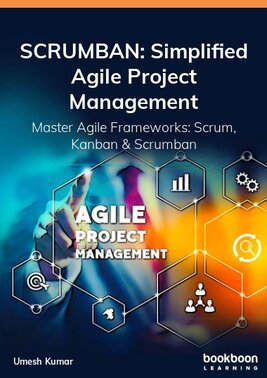 SCRUMBAN: Simplified
Agile Project
Management
Master Agile Frameworks: Scrum,
Kanban & Scrumban
AGILE
PROJECT
MANAGEMENT
Umesh Kumar
bookboon
LEARNING